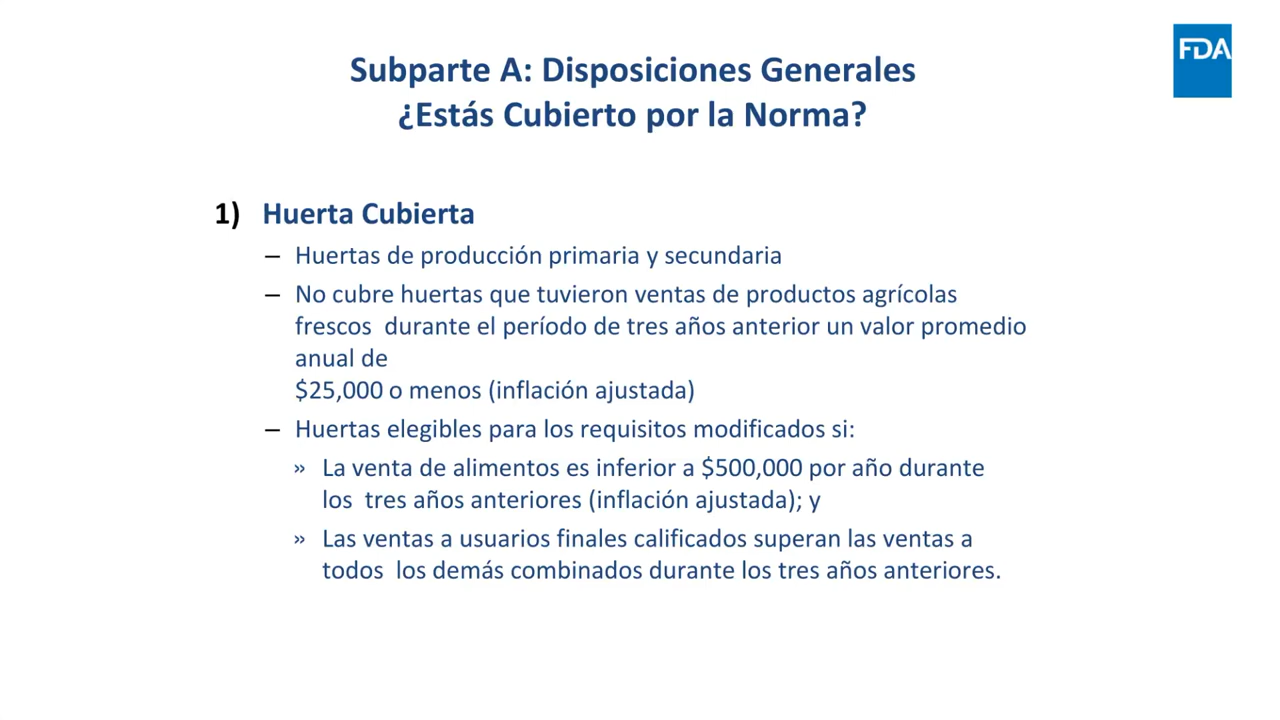 FDA
Subparte A: Disposiciones Generales
¿Estás Cubierto por la Norma?
1) Huerta Cubierta
– Huertas de producción primaria y secundaria
– No cubre huertas que tuvieron ventas de productos agrícolas
frescos durante el período de tres años anterior un valor promedio
anual de
$25,000 o menos (inflación ajustada)
– Huertas elegibles para los requisitos modificados si:
» La venta de alimentos es inferior a $500,000 por año durante
los tres años anteriores (inflación ajustada); y
» Las ventas a usuarios finales calificados superan las ventas a
todos los demás combinados durante los tres años anteriores.